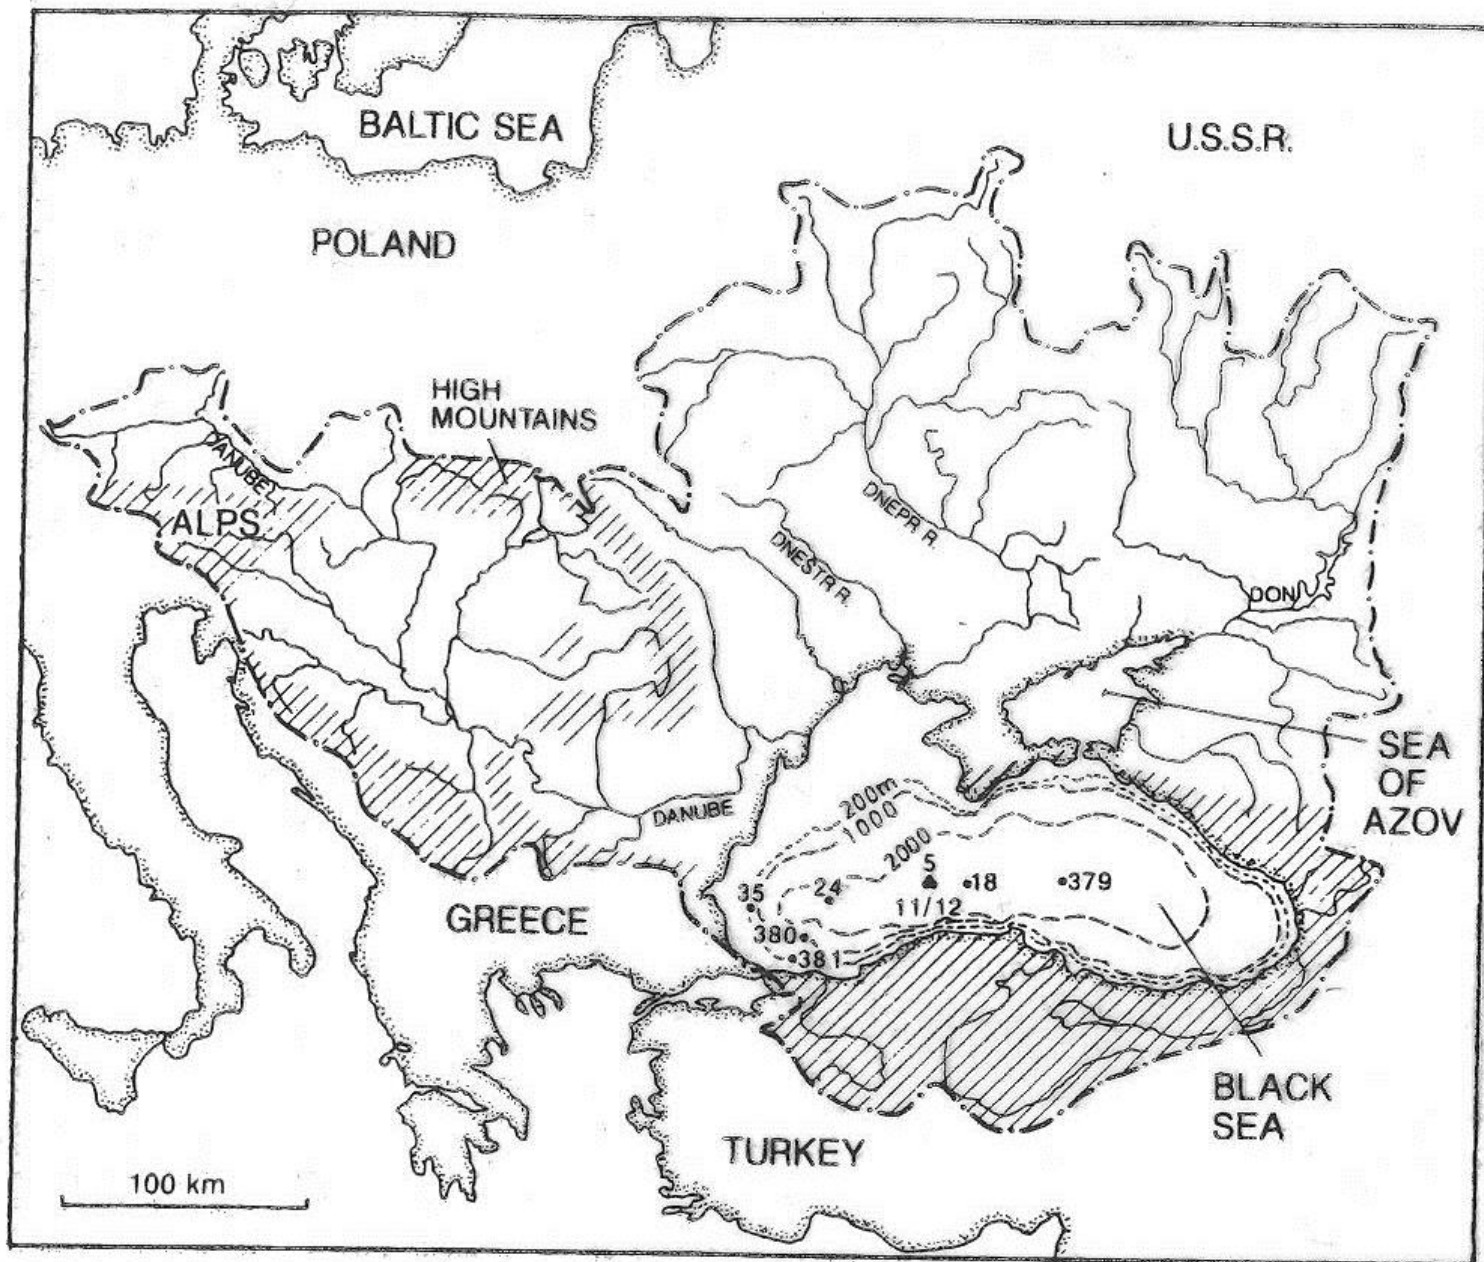 BALTIC SEA
U.S.S.R.
POLAND
HIGH
MOUNTAINS
DANUBE
ALPS
DNEPR R.
DNESTR R.
DON
SEA
OF
AZOV
200m
1000
2000
DANUBE
5
24
18
379
35
11/12
380
381
GREECE
BLACK
SEA
TURKEY
100 km